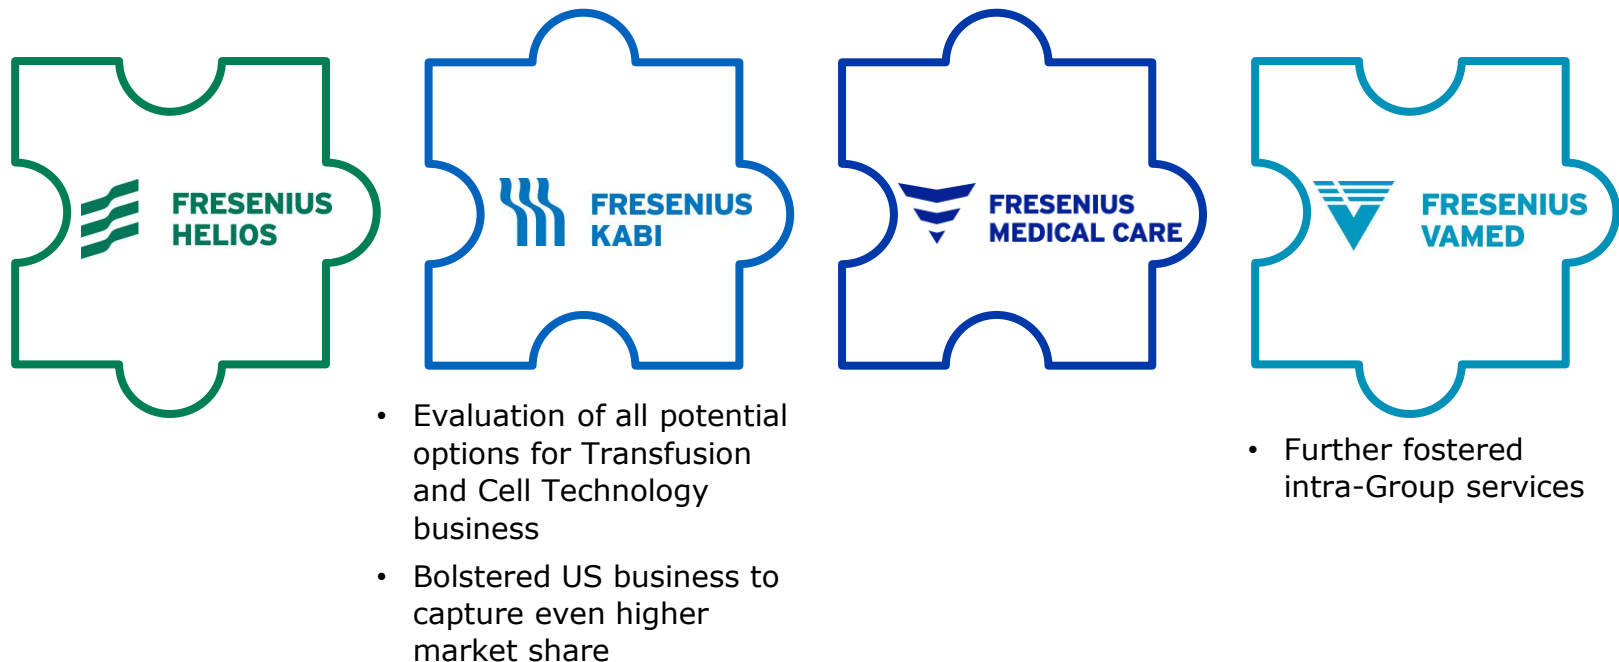 FRESENIUS
HELIOS
FRESENIUS
KABI
FRESENIUS
MEDICAL CARE
FRESENIUS
VAMED
• Evaluation of all potential
options for Transfusion
and Cell Technology
business
• Bolstered US business to
capture even higher
market share
• Further fostered
intra-Group services